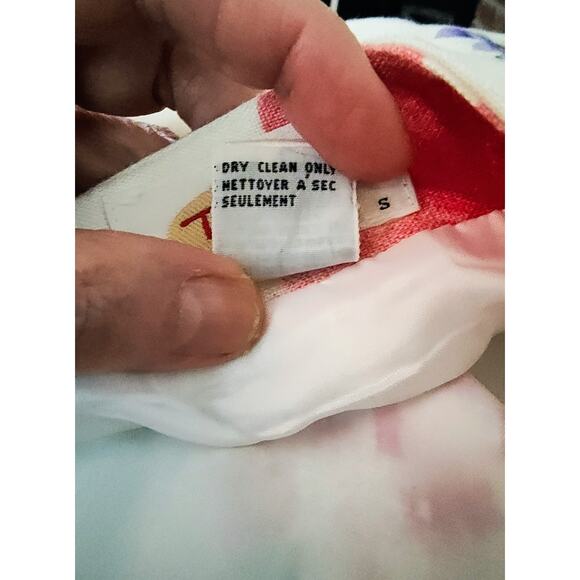 DRY CLEAN ONLY
NETTOYER A SEC
SEULEMENT
S